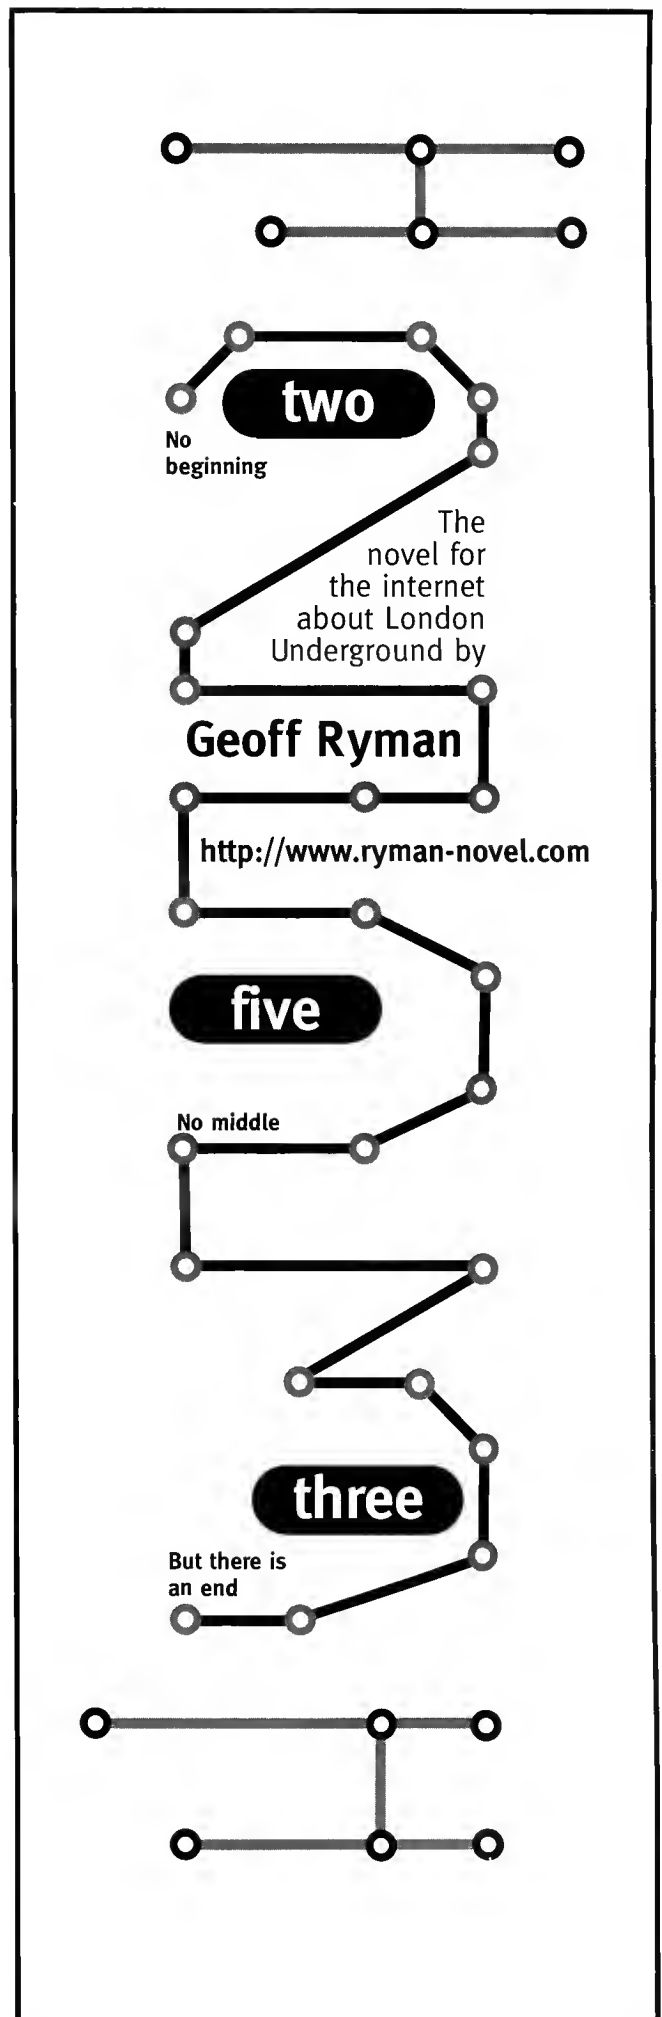 two
No
beginning
The
novel for
the internet
about London
Underground by
Geoff Ryman
http://www.ryman-novel.com
five
No middle
three
But there is
an end